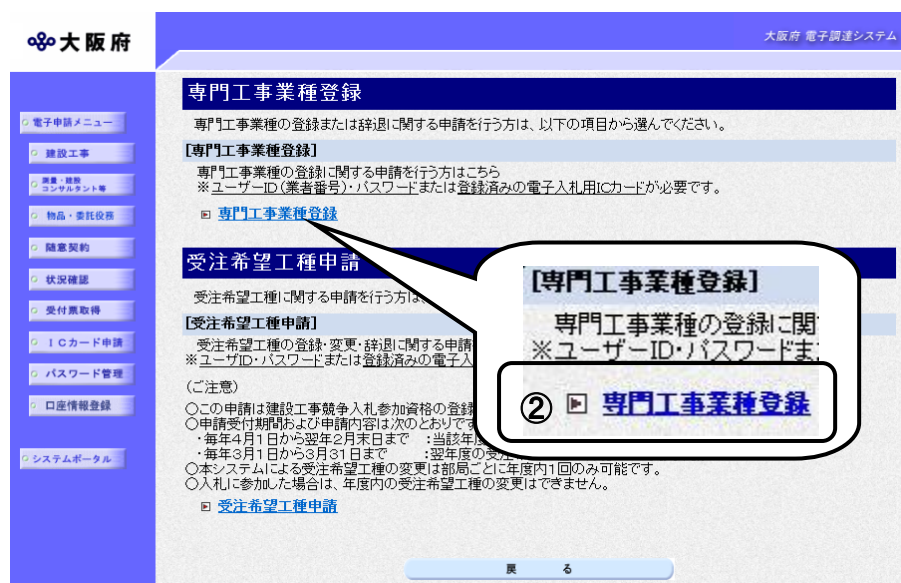 大阪府
大阪府 電子調達システム
電子申請メニュー
建設工事
測量・建設
コンサルタント等
物品・委託役務
随意契約
状況確認
受付票取得
ICカード申請
パスワード管理
口座情報登録
システムポータル
専門工事業種登録
専門工事業種の登録または辞退に関する申請を行う方は、以下の項目から選んでください。
[専門工事業種登録]
専門工事業種の登録に関する申請を行う方はこちら
※ユーザーID(業者番号)・パスワードまたは登録済みの電子入札用ICカードが必要です。
専門工事業種登録
受注希望工種申請
受注希望工種に関する申請を行う方は
[受注希望工種申請]
受注希望工種の登録・変更・辞退に関する申請
※ユーザID・パスワードまたは登録済みの電子入
(ご注意)
○この申請は建設工事競争入札参加資格の登録
○申請受付期間および申請内容は次のとおりです
・毎年4月1日から翌年2月末日まで :当該年度
・毎年3月1日から3月31日まで :翌年度の受注
○本システムによる受注希望工種の変更は部局ごとに年度内1回のみ可能です。
○入札に参加した場合は、年度内の受注希望工種の変更はできません。
受注希望工種申請
戻 る
[専門工事業種登録]
専門工事業種の登録に関
※ユーザーID・パスワードま
② 専門工事業種登録